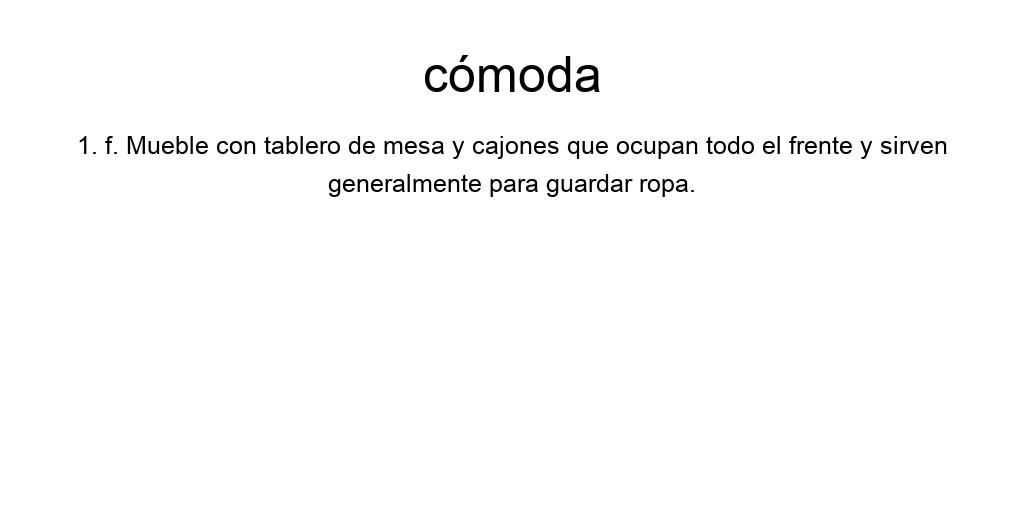 cómoda
1. f. Mueble con tablero de mesa y cajones que ocupan todo el frente y sirven
generalmente para guardar ropa.